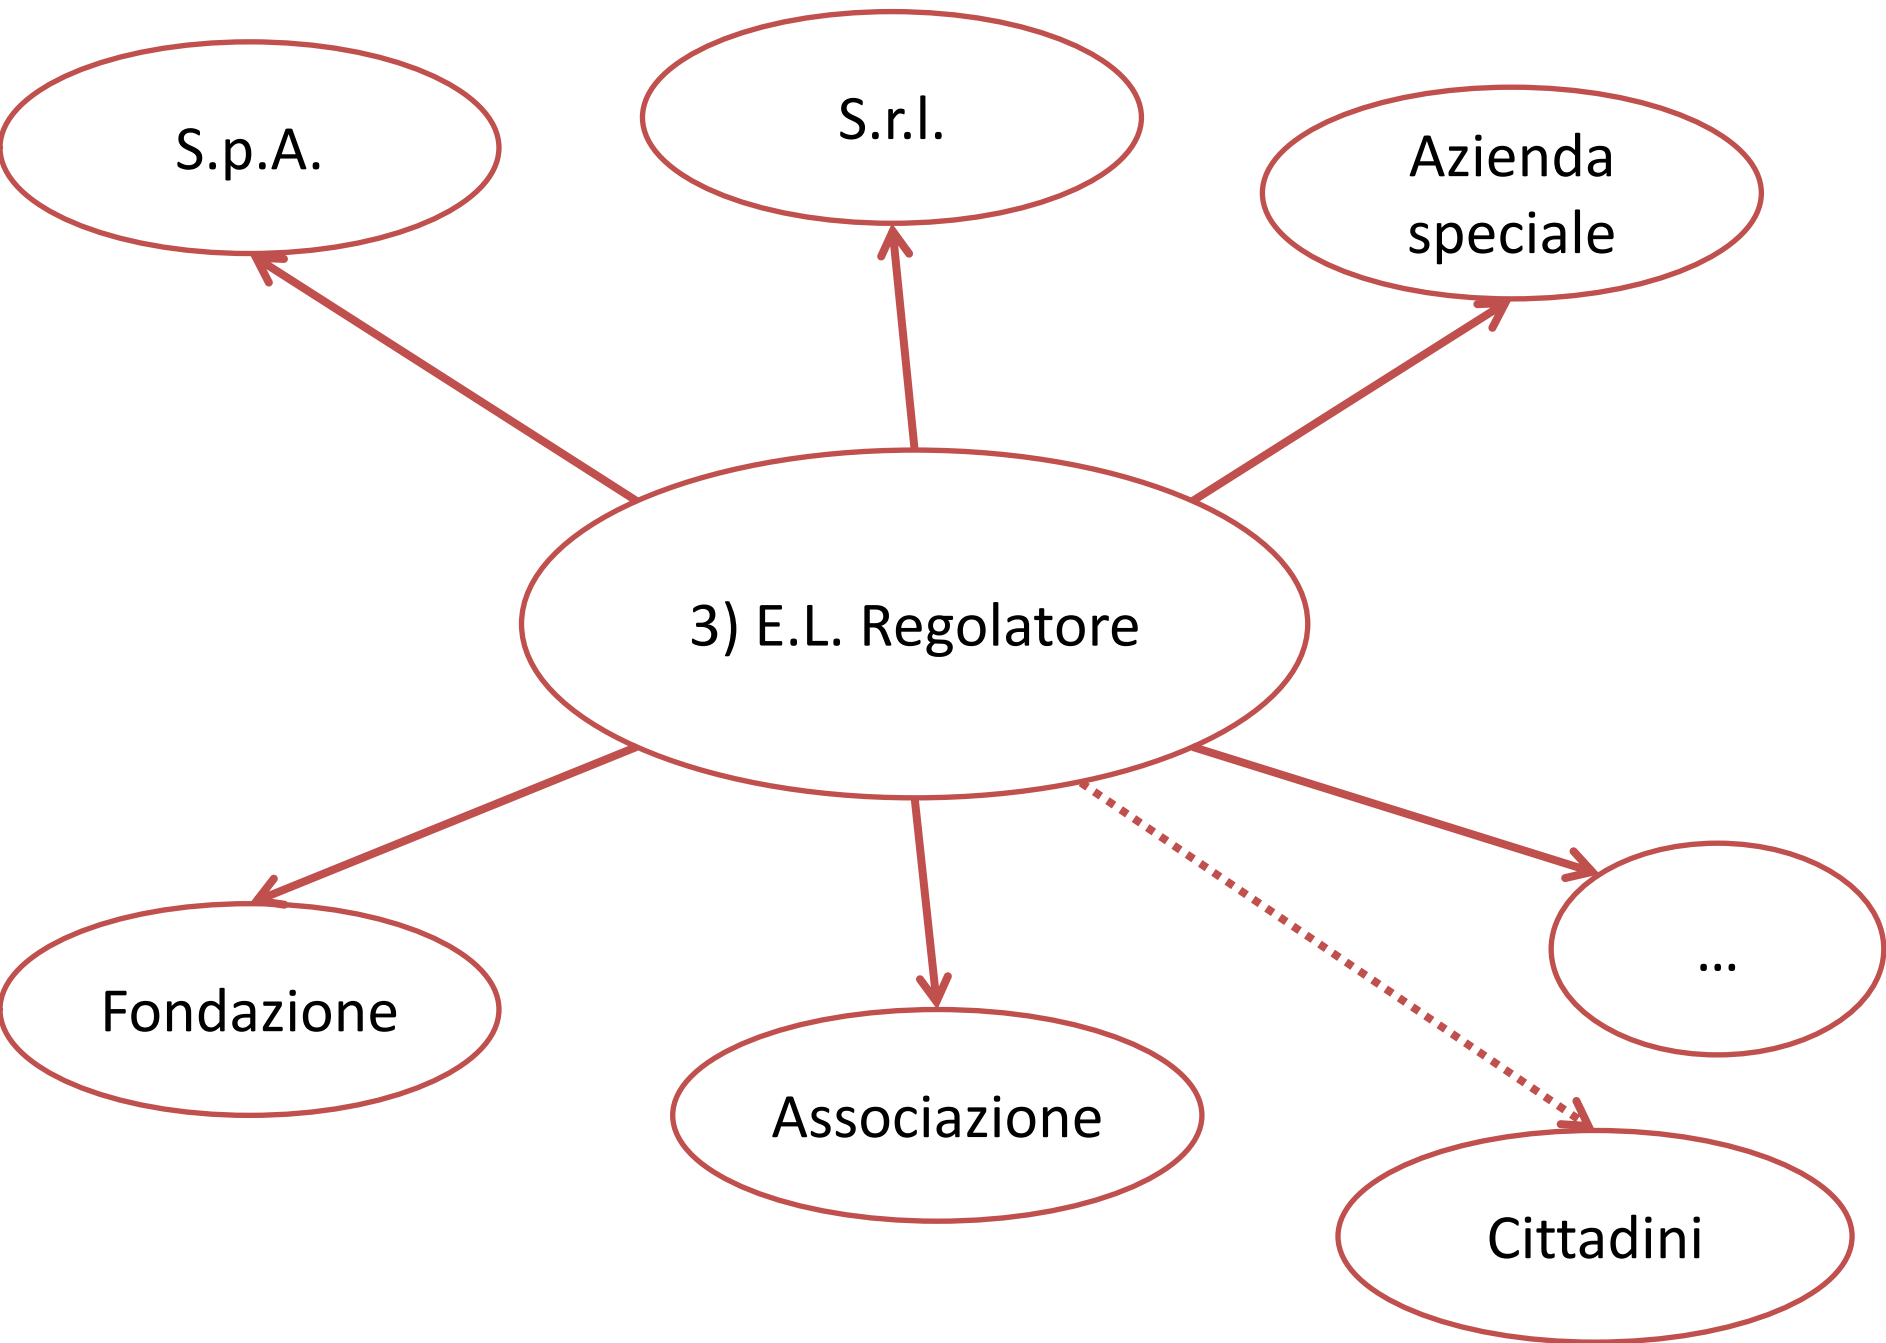 S.p.A.
S.r.l.
Azienda
speciale
3) E.L. Regolatore
Fondazione
Associazione
...
Cittadini